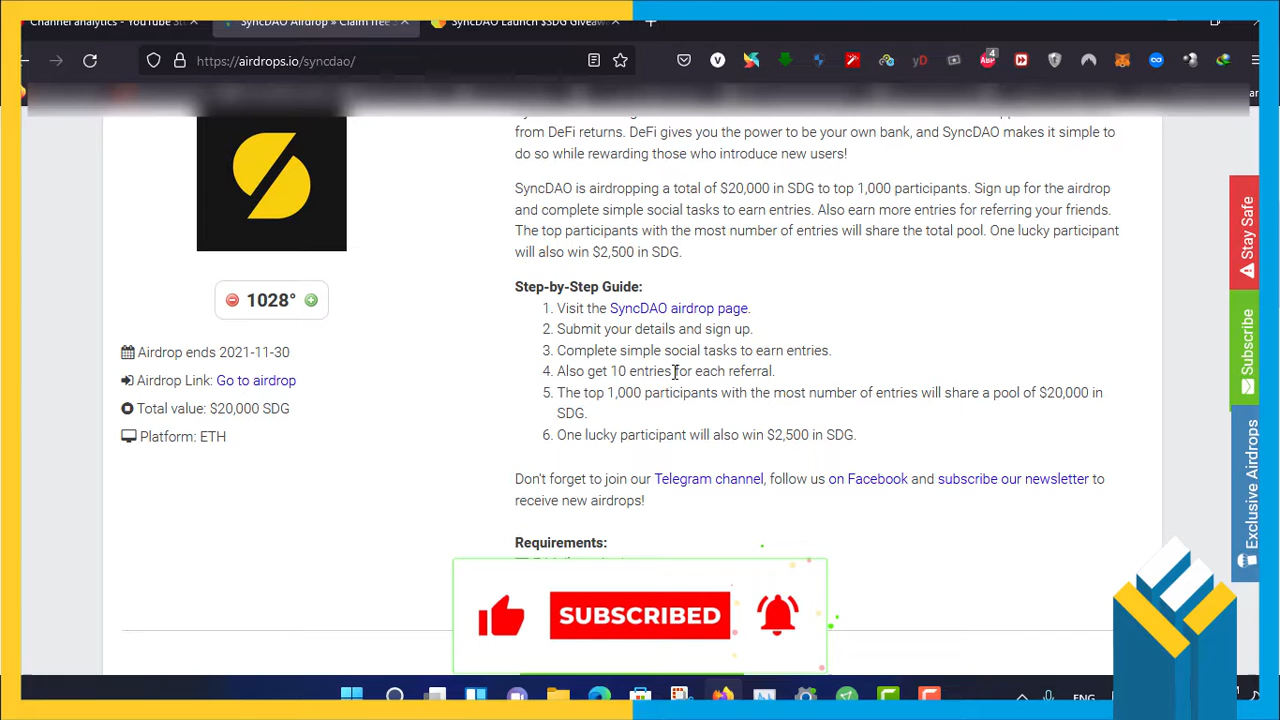 Channel analytics - YouTube St
SyncDAO Airdrop » Claim free
SyncDAO Launch $SDG Giveaw
https://airdrops.io/syncdao/
4
from DeFi returns. DeFi gives you the power to be your own bank, and SyncDAO makes it simple to
do so while rewarding those who introduce new users!
SyncDAO is airdropping a total of $20,000 in SDG to top 1,000 participants. Sign up for the airdrop
and complete simple social tasks to earn entries. Also earn more entries for referring your friends.
The top participants with the most number of entries will share the total pool. One lucky participant
will also win $2,500 in SDG.
1028°
Airdrop ends 2021-11-30
Airdrop Link: Go to airdrop
Total value: $20,000 SDG
Platform: ETH
Step-by-Step Guide:
1. Visit the SyncDAO airdrop page.
2. Submit your details and sign up.
3. Complete simple social tasks to earn entries.
4. Also get 10 entries for each referral.
5. The top 1,000 participants with the most number of entries will share a pool of $20,000 in
SDG.
6. One lucky participant will also win $2,500 in SDG.
Don't forget to join our Telegram channel, follow us on Facebook and subscribe our newsletter to
receive new airdrops!
Requirements:
Stay Safe
Subscribe
Exclusive Airdrops
SUBSCRIBED
ENG